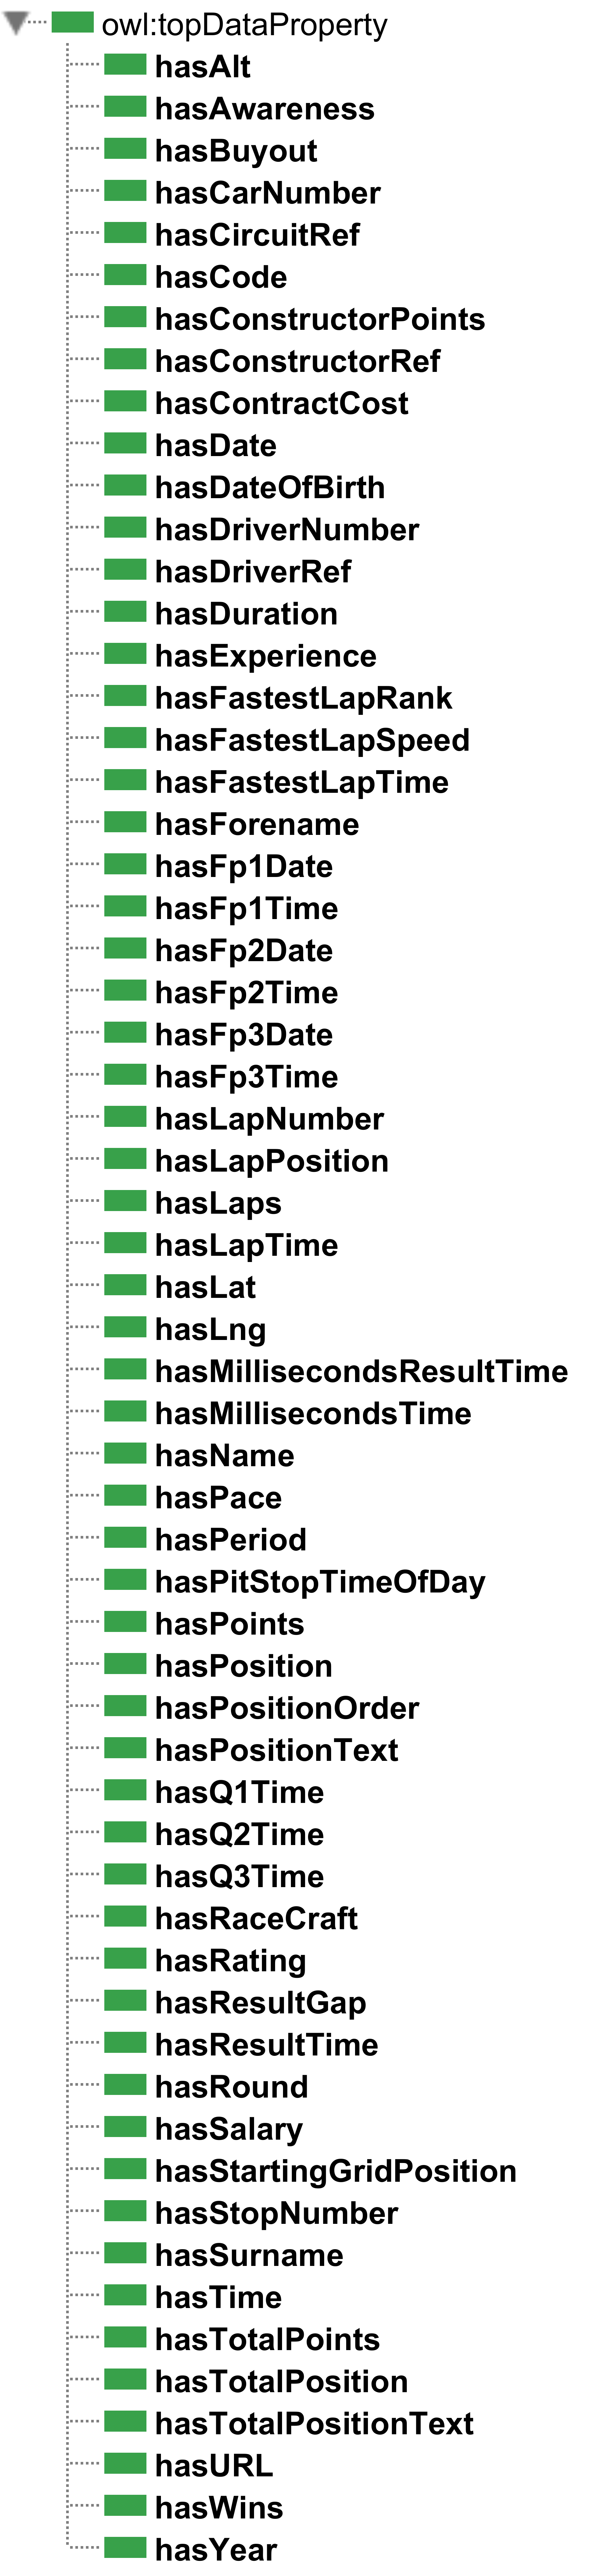 owl:topDataProperty
hasAlt
hasAwareness
hasBuyout
hasCarNumber
hasCircuitRef
hasCode
hasConstructorPoints
hasConstructorRef
hasContractCost
hasDate
hasDateOfBirth
hasDriverNumber
hasDriverRef
hasDuration
hasExperience
hasFastestLapRank
hasFastestLapSpeed
hasFastestLapTime
hasForename
hasFp1Date
hasFp1Time
hasFp2Date
hasFp2Time
hasFp3Date
hasFp3Time
hasLapNumber
hasLapPosition
hasLaps
hasLapTime
hasLat
hasLng
hasMillisecondsResultTime
hasMillisecondsTime
hasName
hasPace
hasPeriod
hasPitStopTimeOfDay
hasPoints
hasPosition
hasPositionOrder
hasPositionText
hasQ1Time
hasQ2Time
hasQ3Time
hasRaceCraft
hasRating
hasResultGap
hasResultTime
hasRound
hasSalary
hasStartingGridPosition
hasStopNumber
hasSurname
hasTime
hasTotalPoints
hasTotalPosition
hasTotalPositionText
hasURL
hasWins
hasYear